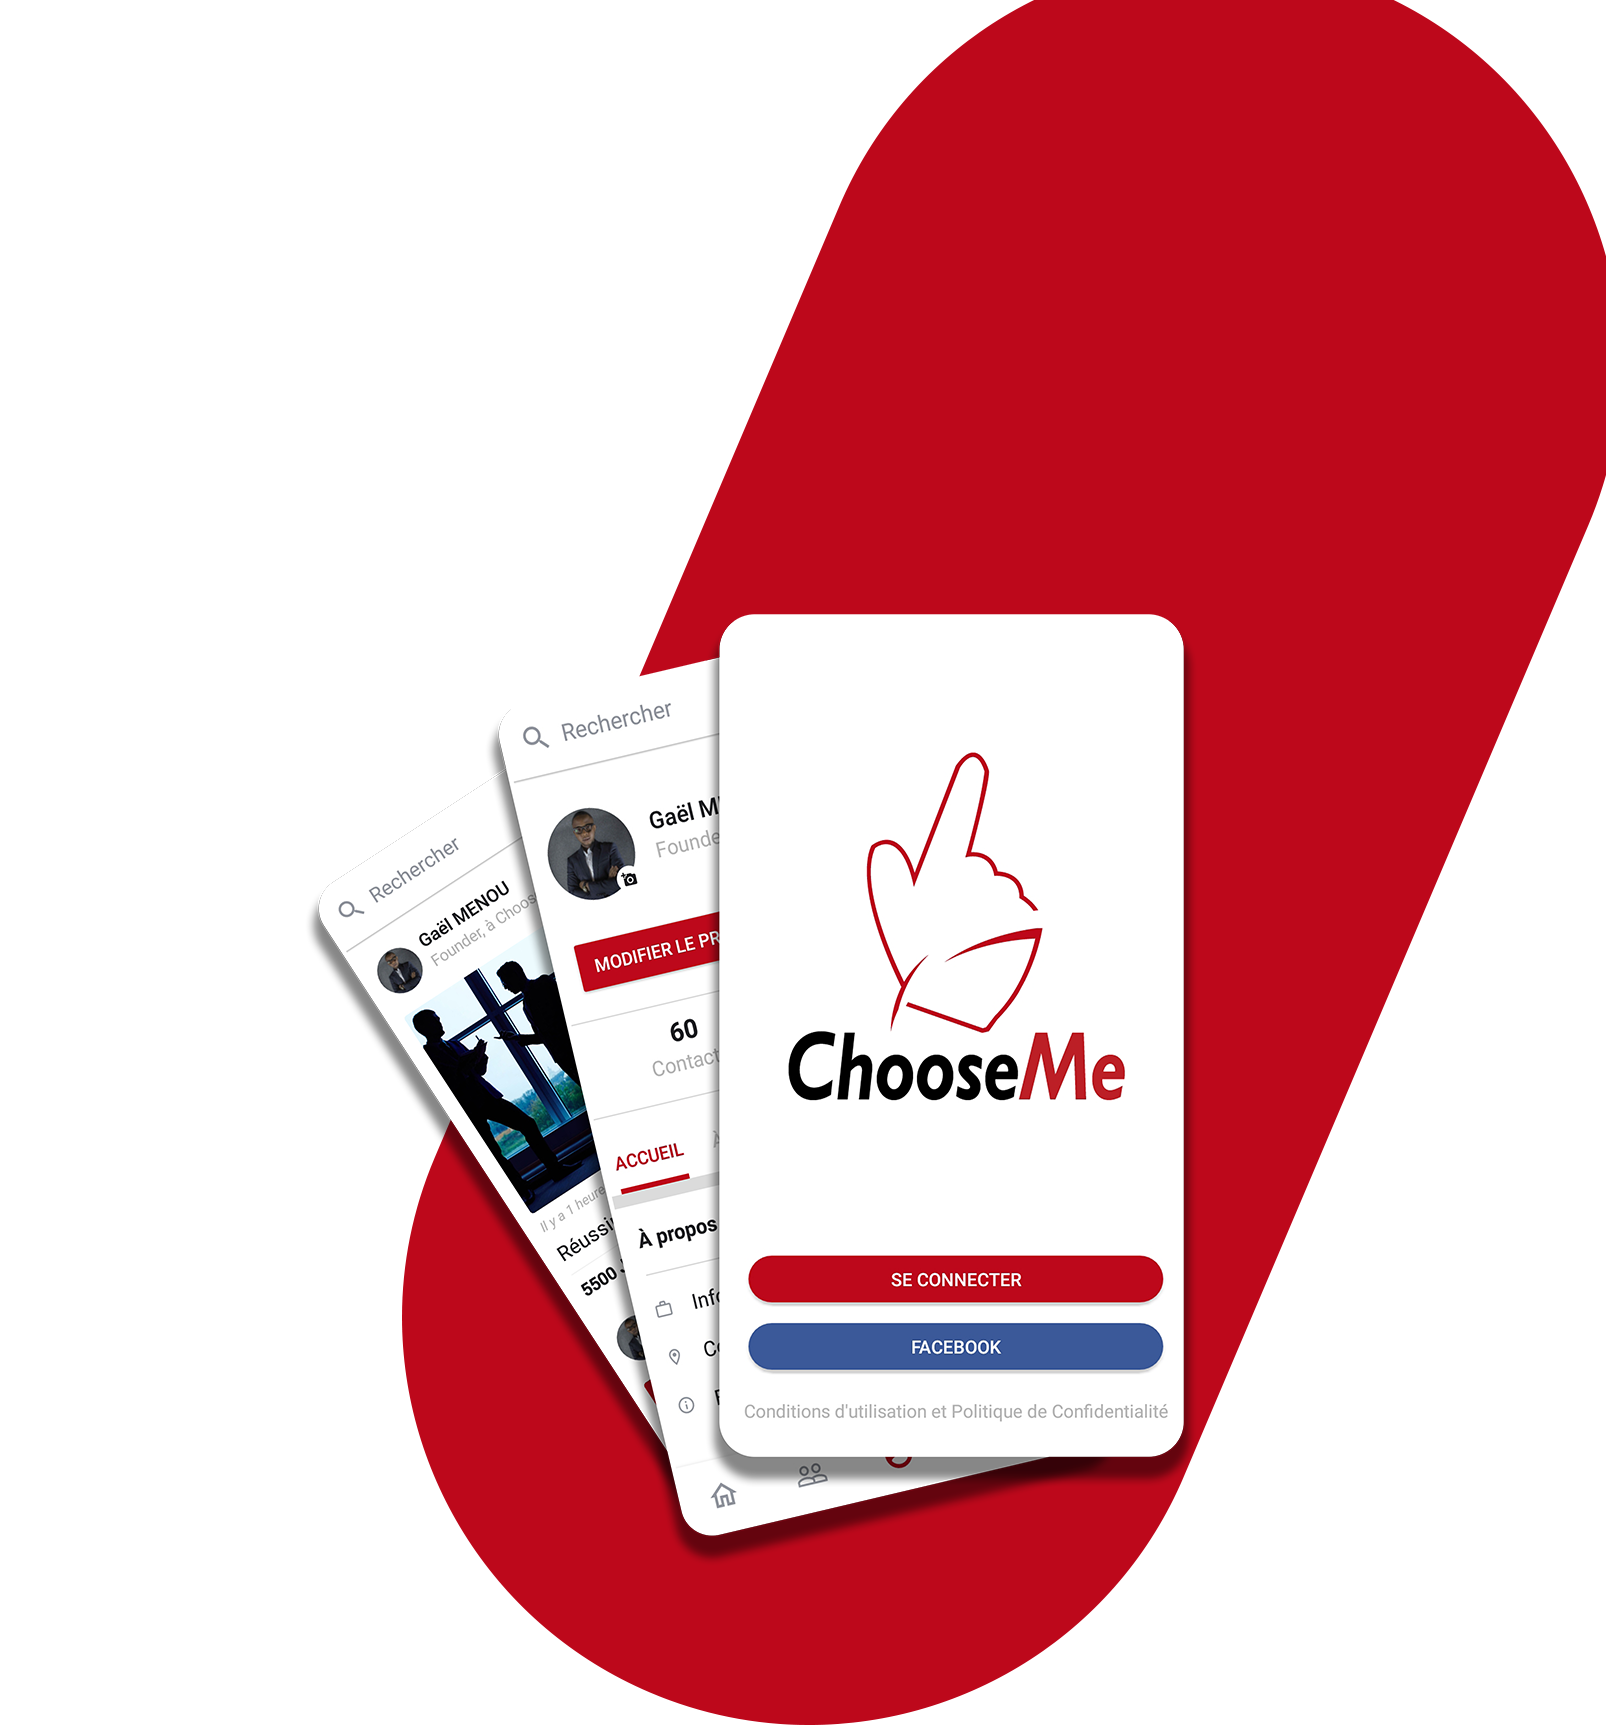 Rechercher
Gaël MENOU
Founder, à Choos
Il y a 1 heure
5500
Rechercher
Gaël M
Founde
MODIFIER LE PR
60
Contact
ACCUEIL
À
À propos
Info
ChooseMe
SE CONNECTER
FACEBOOK
Conditions d'utilisation et Politique de Confidentialité